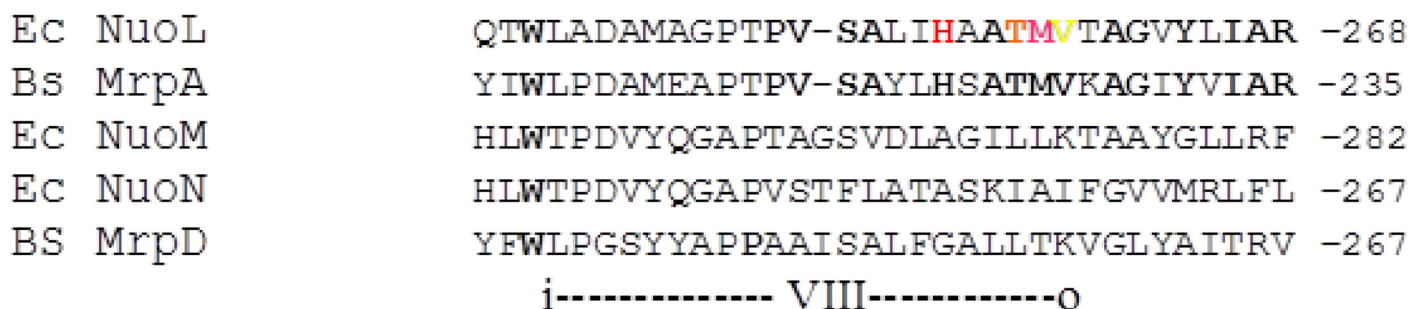 Ec NuoL QTWLADAMAGPTPV-SALIHAATMVTAGVYLIAR -268
Bs MrpA YIWLPDAMEAPTPV-SAYLHSATMVKAGIYVIAR -235
Ec NuoM HLWTPDVYQGAPTAGSVDLAGILLKTAAYGLLRF -282
Ec NuoN HLWTPDVYQGAPVSTFLATASKIAIFGVVMRLFL -267
BS MrpD YFWLPGSYYAPPAAISALFGALLTKVGLYAITRV -267
i------------- VIII------------o